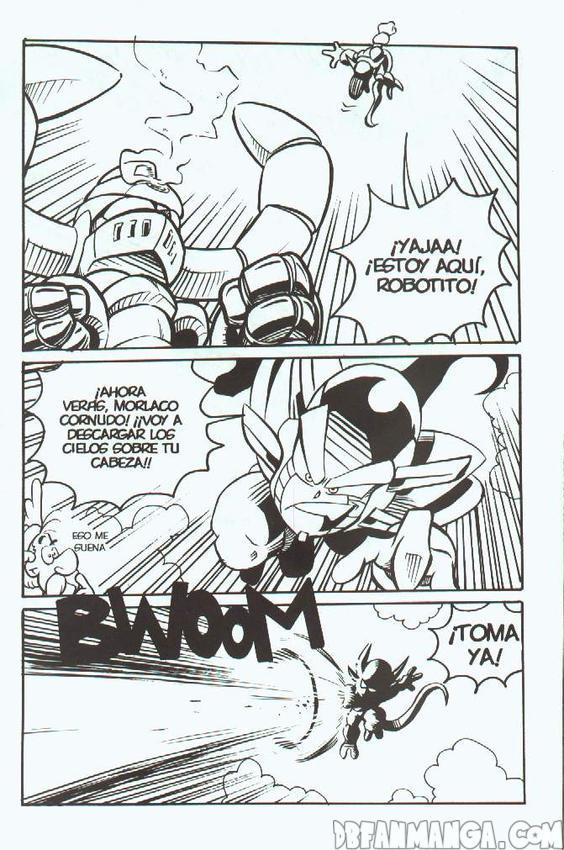 ¡YAJAA!
¡ESTOY AQUÍ,
ROBOTITO!
¡AHORA
VERÁS, MORLACO
CORNUDO! ¡¡VOY A
DESCARGAR LOS
CIELOS SOBRE TU
CABEZA!!
ESO ME
SUENA
BWOOM
¡TOMA
YA!
DBFANMANGA.COM